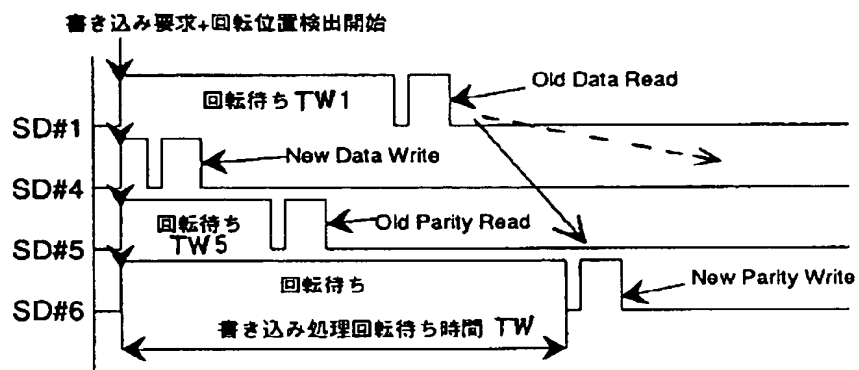 書き込み要求+回転位置検出開始
Old Data Read
回転待ち TW1
SD#1
New Data Write
SD#4
回転待ち
TW5
Old Parity Read
SD#5
回転待ち
New Parity Write
SD#6
書き込み処理回転待ち時間 TW